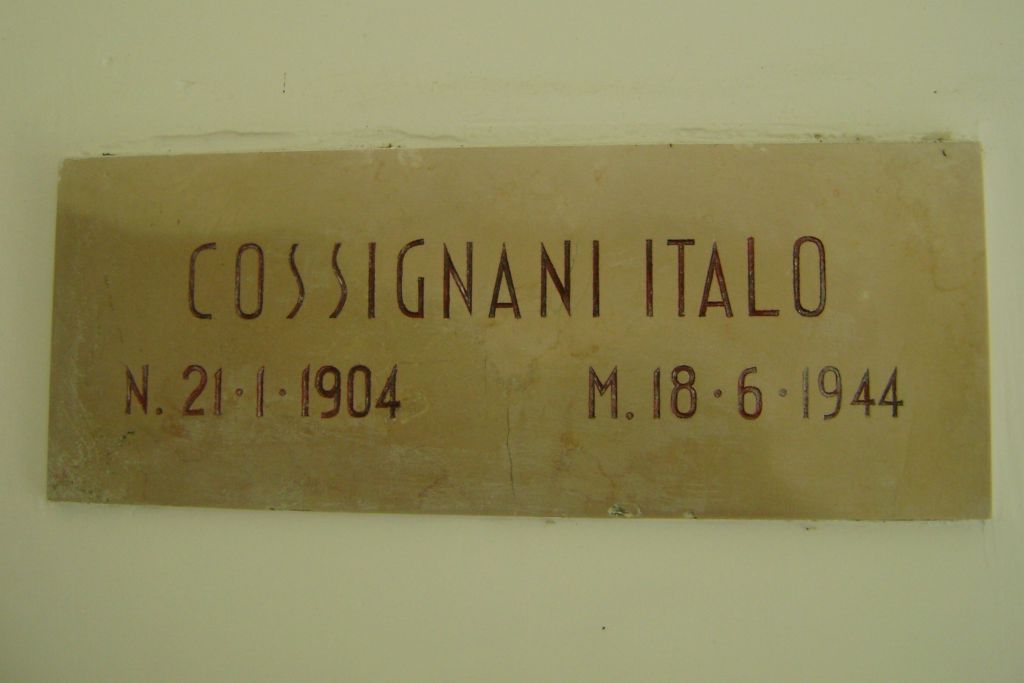 COSSIGNANI ITALO
N. 21·1·1904 M. 18·6·1944